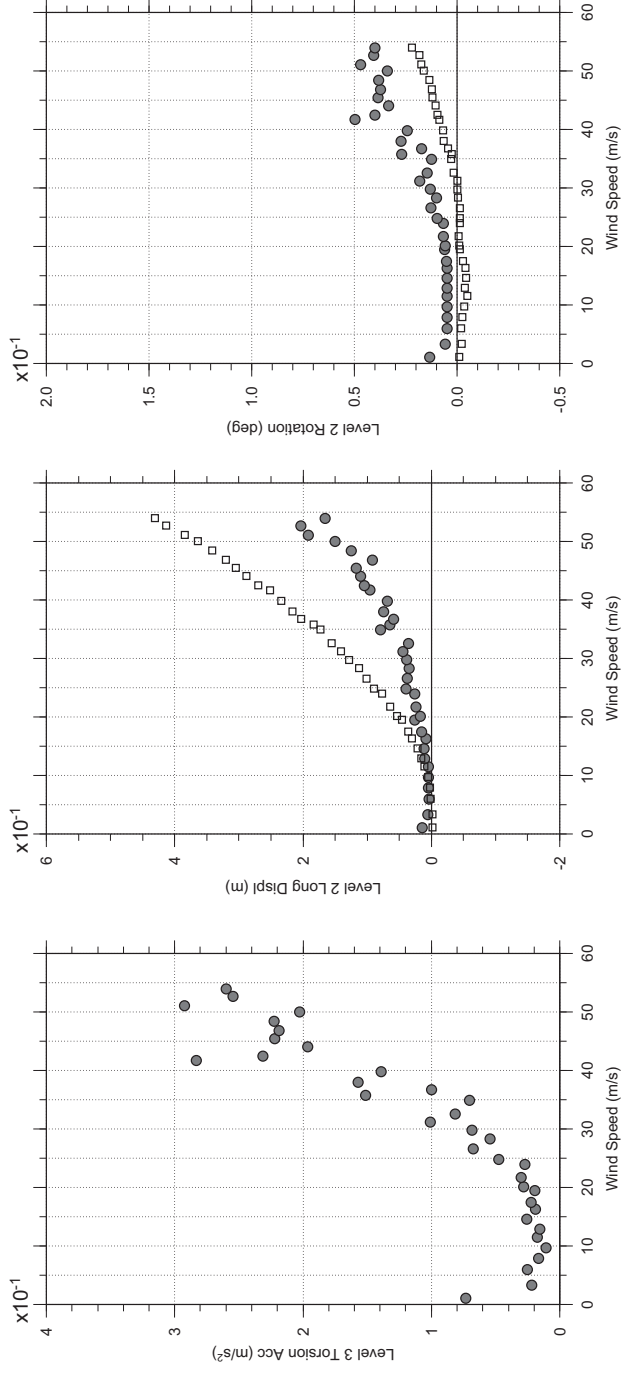 x10-1
4
3
2
1
0
Level 3 Torsion Acc (m/s2)
0 10 20 30 40 50 60
Wind Speed (m/s)
x10-1
6
4
2
0
-2
Level 2 Long Displ (m)
0 10 20 30 40 50 60
Wind Speed (m/s)
x10-1
2.0
1.5
1.0
0.5
0.0
-0.5
Level 2 Rotation (deg)
0 10 20 30 40 50 60
Wind Speed (m/s)